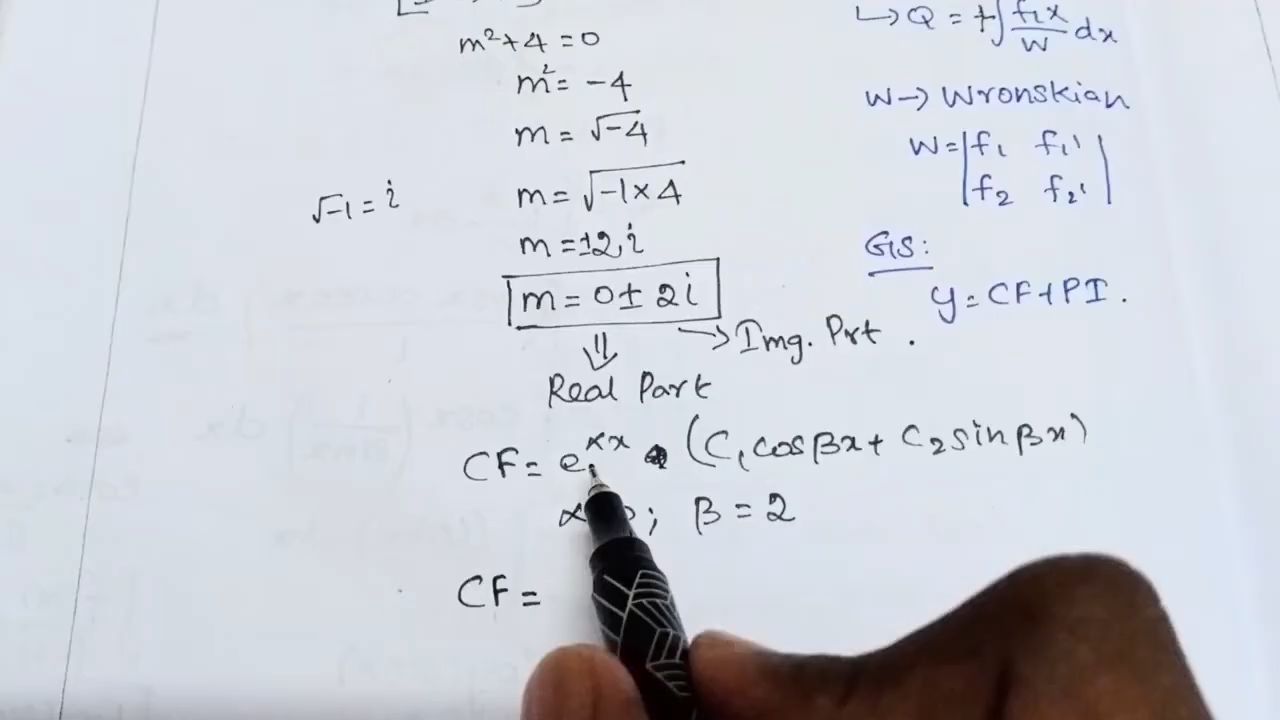 m²+4 = 0
m² = -4
m = √-4
√-1 = i
m = √-1×4
m = ±2i
m = 0 ± 2i
→ Img. Prt .
⇓
Real Part
CF = e^αx (C₁cosβx + C₂sinβx)
α ; β = 2
CF =
↳ Q = +∫ f₁x/W dx
W → Wronskian
W = |f₁ f₁'|
|f₂ f₂'|
GS:
y = CF+PI .